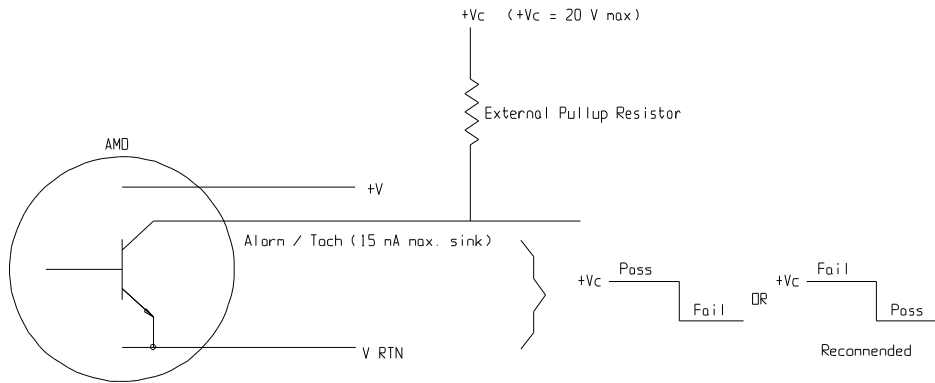 +Vc (+Vc = 20 V max)
External Pullup Resistor
AMD
+V
Alarm / Tach (15 mA max. sink)
+Vc Pass
Fail
OR
+Vc Fail
Pass
V RTN
Recommended